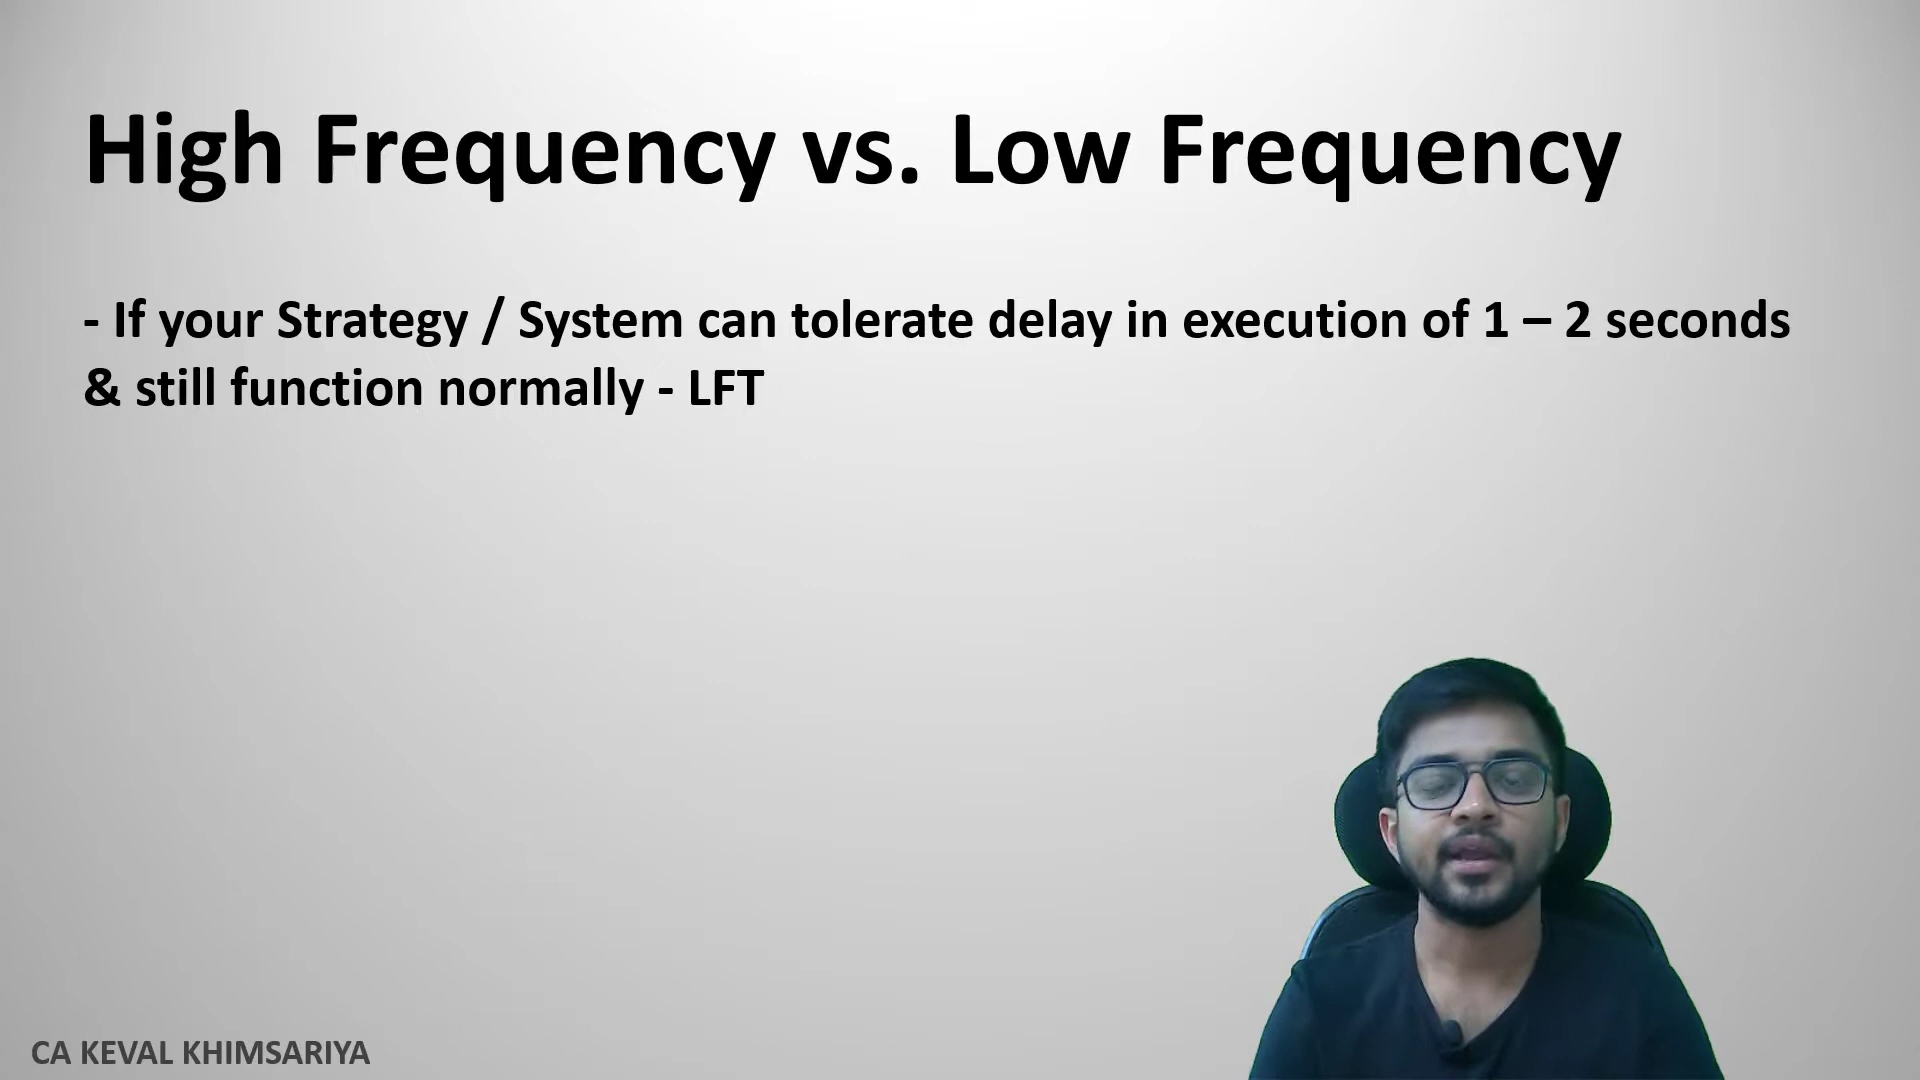 High Frequency vs. Low Frequency
- If your Strategy / System can tolerate delay in execution of 1 – 2 seconds
& still function normally - LFT
CA KEVAL KHIMSARIYA